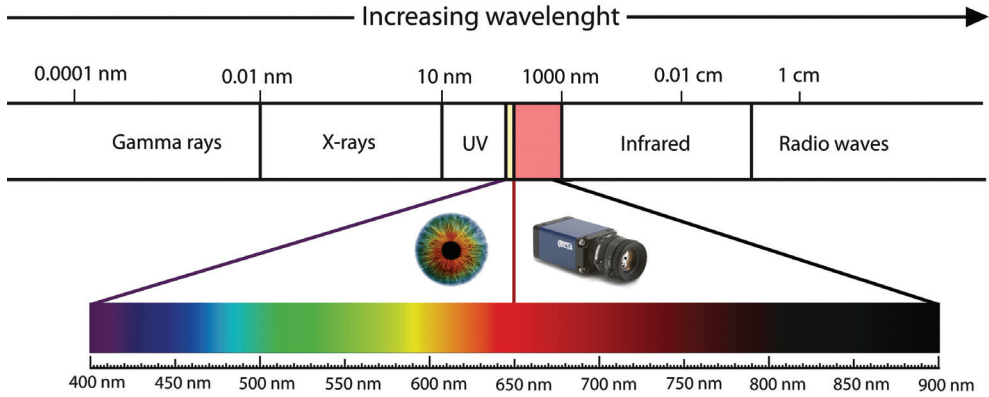 Increasing wavelenght
0.0001 nm 0.01 nm 10 nm 1000 nm 0.01 cm 1 cm
Gamma rays X-rays UV Infrared Radio waves
400 nm 450 nm 500 nm 550 nm 600 nm 650 nm 700 nm 750 nm 800 nm 850 nm 900 nm